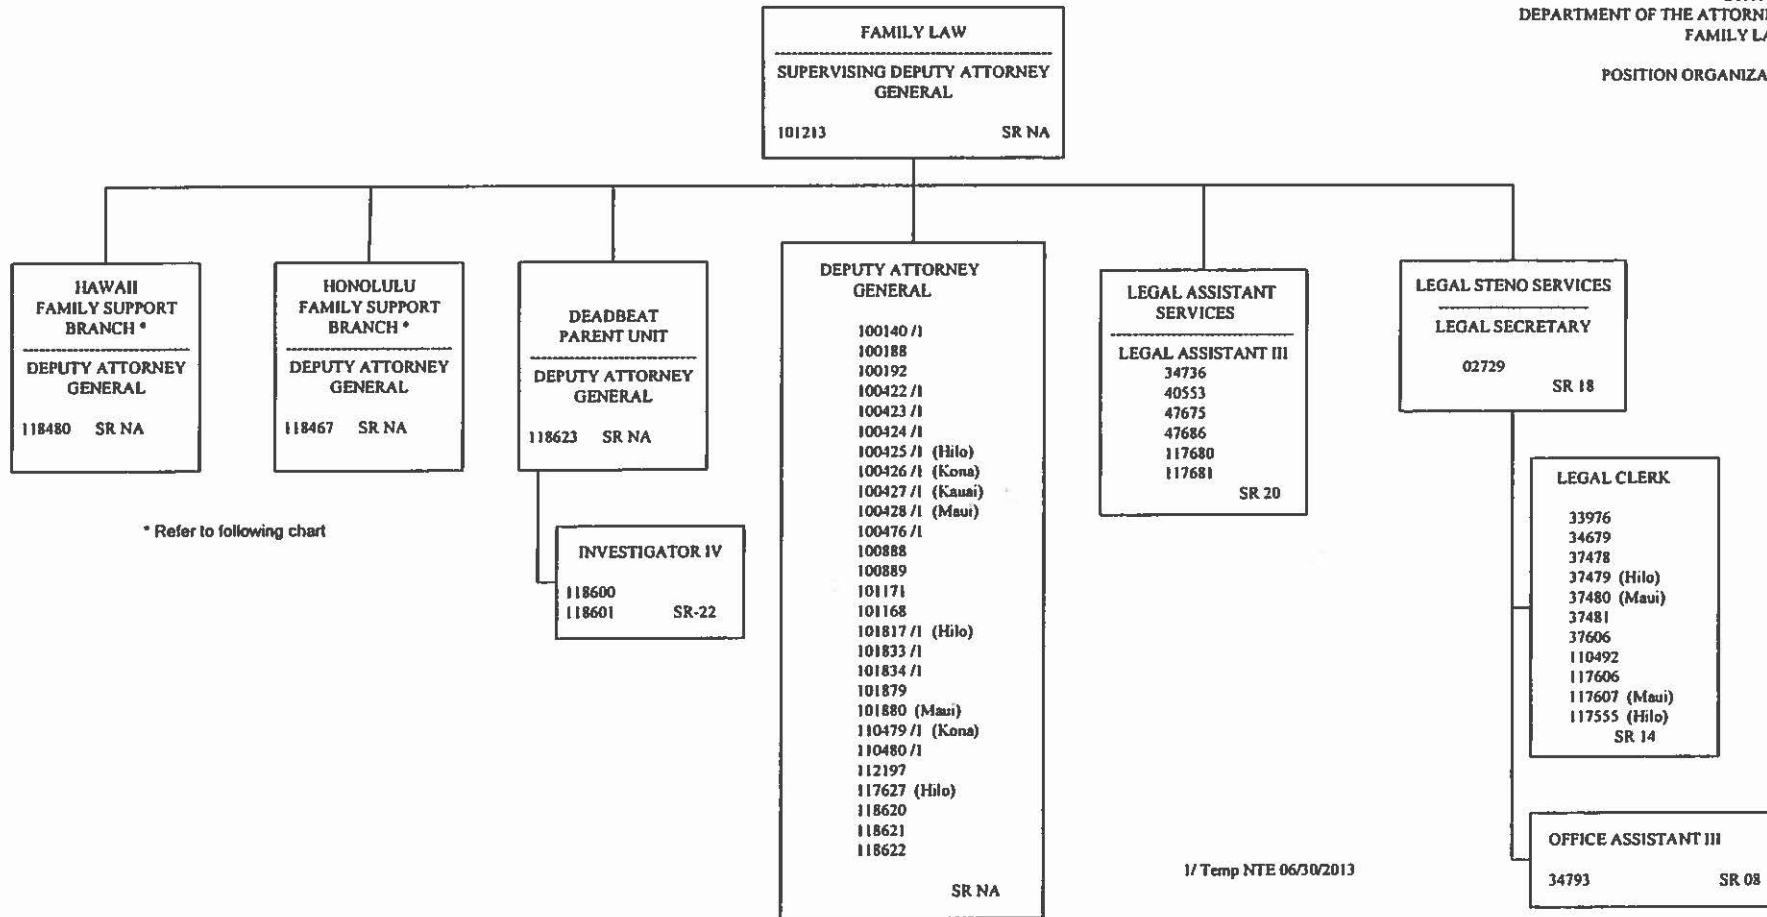 DEPARTMENT OF THE
FAMILY
POSITION
FAMILY LAW
SUPERVISING DEPUTY ATTORNEY
GENERAL
101213 SR NA
HAWAII
FAMILY SUPPORT
BRANCH *
DEPUTY ATTORNEY
GENERAL
118480 SR NA
HONOLULU
FAMILY SUPPORT
BRANCH *
DEPUTY ATTORNEY
GENERAL
118467 SR NA
DEADBEAT
PARENT UNIT
DEPUTY ATTORNEY
GENERAL
118623 SR NA
INVESTIGATOR IV
118600
118601 SR-22
* Refer to following chart
DEPUTY ATTORNEY
GENERAL
100140 /1
100188
100192
100422 /1
100423 /1
100424 /1
100425 /1 (Hilo)
100426 /1 (Kona)
100427 /1 (Kauai)
100428 /1 (Maui)
100476 /1
100888
100889
101171
101168
101817 /1 (Hilo)
101833 /1
101834 /1
101879
101880 (Maui)
110479 /1 (Kona)
110480 /1
112197
117627 (Hilo)
118620
118621
118622
SR NA
LEGAL ASSISTANT
SERVICES
LEGAL ASSISTANT III
34736
40553
47675
47686
117680
117681
SR 20
LEGAL STENO SERVICES
LEGAL SECRETARY
02729
SR 18
LEGAL CLERK
33976
34679
37478
37479 (Hilo)
37480 (Maui)
37481
37606
110492
117606
117607 (Maui)
117555 (Hilo)
SR 14
OFFICE ASSISTANT III
34793 SR 08
1/ Temp NTE 06/30/2013